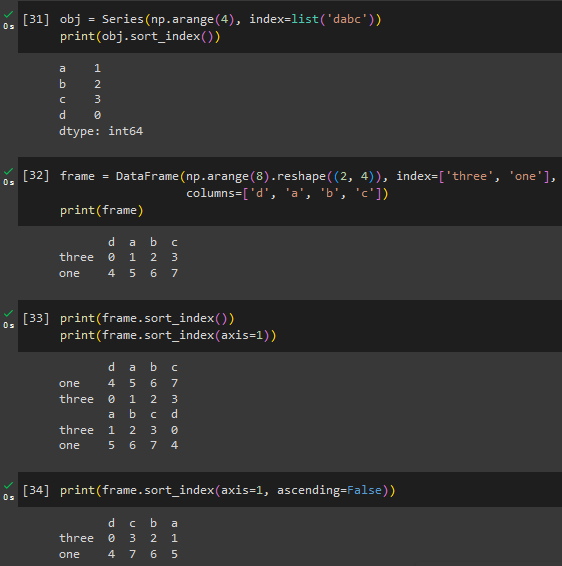 [31] obj = Series(np.arange(4), index=list('dabc'))
print(obj.sort_index())
0s
a    1
b    2
c    3
d    0
dtype: int64
[32] frame = DataFrame(np.arange(8).reshape((2, 4)), index=['three', 'one'],
0s
columns=['d', 'a', 'b', 'c'])
print(frame)
       d  a  b  c
three  0  1  2  3
one    4  5  6  7
[33] print(frame.sort_index())
0s
print(frame.sort_index(axis=1))
       d  a  b  c
one    4  5  6  7
three  0  1  2  3
       a  b  c  d
three  1  2  3  0
one    5  6  7  4
[34] print(frame.sort_index(axis=1, ascending=False))
0s
       d  c  b  a
three  0  3  2  1
one    4  7  6  5